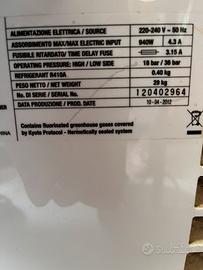 ALIMENTAZIONE ELETTRICA / SOURCE 220-240 V ~ 50 Hz
ASSORBIMENTO MAX/MAX ELECTRIC INPUT 940W 4.3 A
FUSIBILE RITARDATO/ TIME DELAY FUSE 3.15 A
OPERATING PRESSURE: HIGH / LOW SIDE 18 bar / 36 bar
REFRIGERANT R410A 0.40 kg
PESO NETTO / NET WEIGHT 29 kg
No. DI SERIE / SERIAL No. 120402964
DATA PRODUZIONE / PROD. DATE 10-04-2012
Contains fluorinated greenhouse gases covered
by Kyoto Protocol - Hermetically sealed system
CHINA
subito